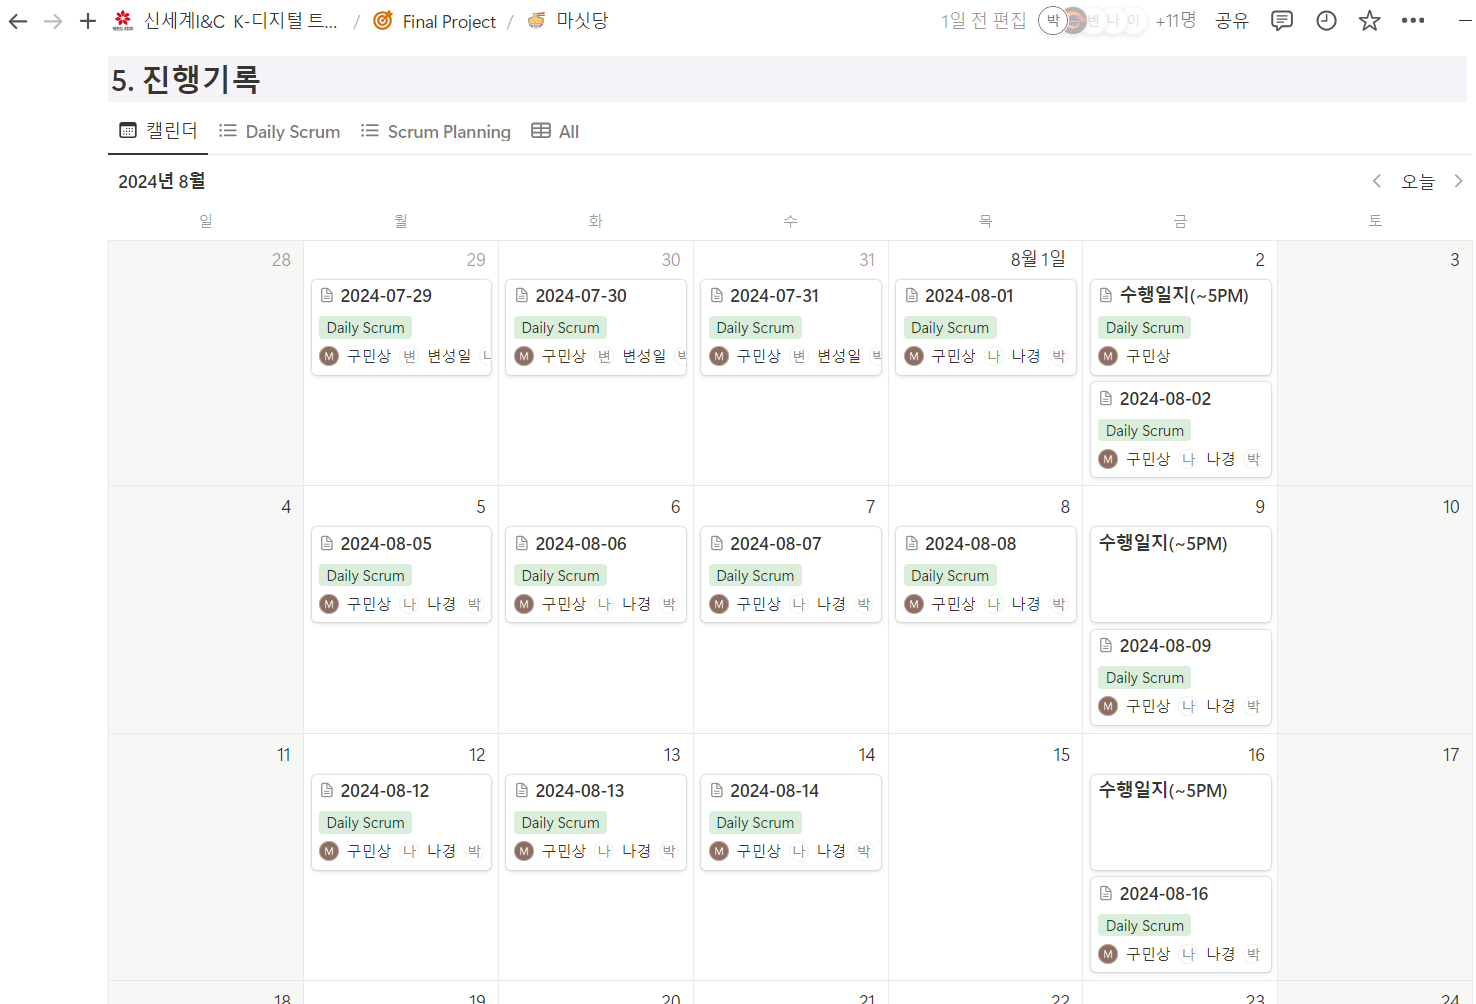 신세계I&C K-디지털 트... / Final Project / 마싯당
1일 전 편집 박 변 나 이 +11명 공유
5. 진행기록
캘린더 Daily Scrum Scrum Planning All
2024년 8월 오늘
일 월 화 수 목 금 토
28 29 30 31 8월 1일 2 3
2024-07-29 2024-07-30 2024-07-31 2024-08-01 수행일지(~5PM)
Daily Scrum Daily Scrum Daily Scrum Daily Scrum Daily Scrum
M 구민상 변 변성일 M 구민상 변 변성일 M 구민상 변 변성일 M 구민상 나 나경 박 M 구민상
2024-08-02
Daily Scrum
M 구민상 나 나경 박
4 5 6 7 8 9 10
2024-08-05 2024-08-06 2024-08-07 2024-08-08 수행일지(~5PM)
Daily Scrum Daily Scrum Daily Scrum Daily Scrum
M 구민상 나 나경 박 M 구민상 나 나경 박 M 구민상 나 나경 박 M 구민상 나 나경 박
2024-08-09
Daily Scrum
M 구민상 나 나경 박
11 12 13 14 15 16 17
2024-08-12 2024-08-13 2024-08-14 수행일지(~5PM)
Daily Scrum Daily Scrum Daily Scrum
M 구민상 나 나경 박 M 구민상 나 나경 박 M 구민상 나 나경 박
2024-08-16
Daily Scrum
M 구민상 나 나경 박
18 19 20 21 22 23 24